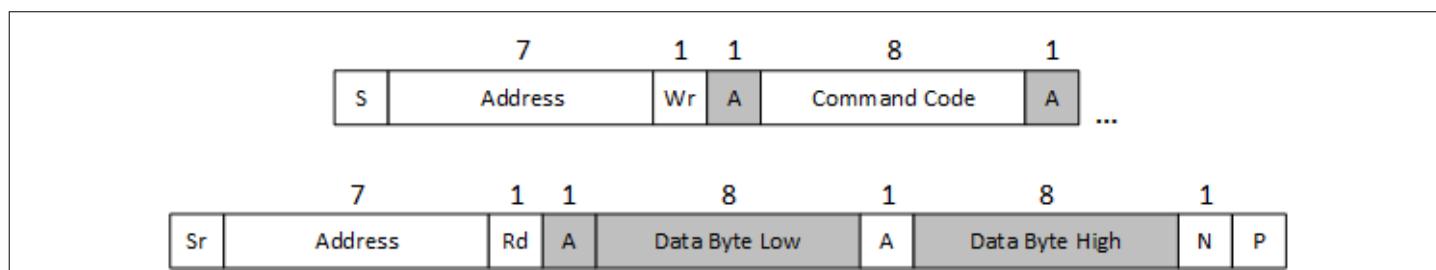 7 1 1 8 1
S Address Wr A Command Code A ...
7 1 1 8 1 8 1
Sr Address Rd A Data Byte Low A Data Byte High N P